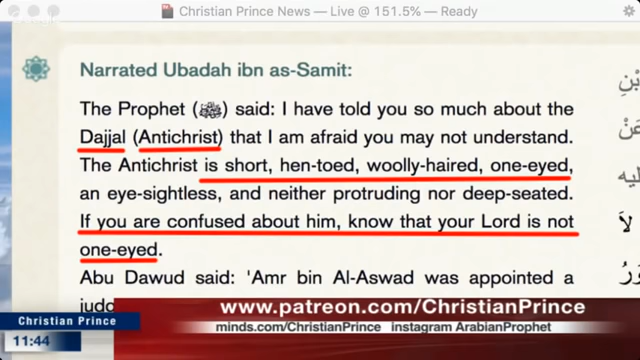 Christian Prince News — Live @ 151.5% — Ready
Narrated Ubadah ibn as-Samit:
The Prophet (ﷺ) said: I have told you so much about the
Dajjal (Antichrist) that I am afraid you may not understand.
The Antichrist is short, hen-toed, woolly-haired, one-eyed,
an eye-sightless, and neither protruding nor deep-seated.
If you are confused about him, know that your Lord is not
one-eyed.
Abu Dawud said: 'Amr bin Al-Aswad was appointed a
www.patreon.com/ChristianPrince
Christian Prince
minds.com/ChristianPrince instagram ArabianProphet
11:44